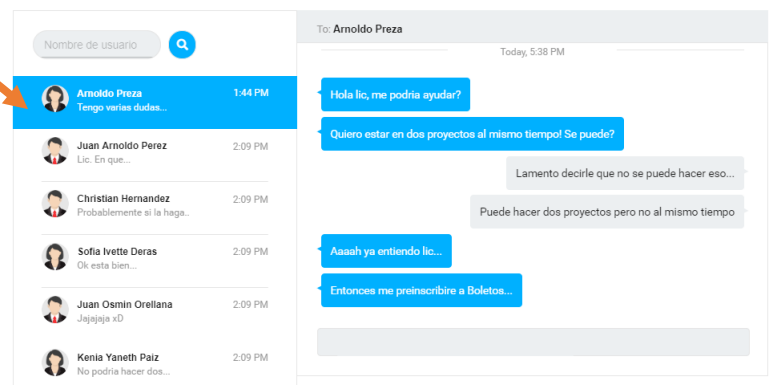 Nombre de usuario
Arnoldo Preza
1:44 PM
Tengo varias dudas...
Juan Arnoldo Perez
2:09 PM
Lic. En que...
Christian Hernandez
2:09 PM
Probablemente si la haga..
Sofia Ivette Deras
2:09 PM
Ok esta bien...
Juan Osmin Orellana
2:09 PM
Jajajaja xD
Kenia Yaneth Paiz
2:09 PM
No podria hacer dos...
To: Arnoldo Preza
Today, 5:38 PM
Hola lic, me podria ayudar?
Quiero estar en dos proyectos al mismo tiempo! Se puede?
Lamento decirle que no se puede hacer eso...
Puede hacer dos proyectos pero no al mismo tiempo
Aaaah ya entiendo lic...
Entonces me preinscribire a Boletos...